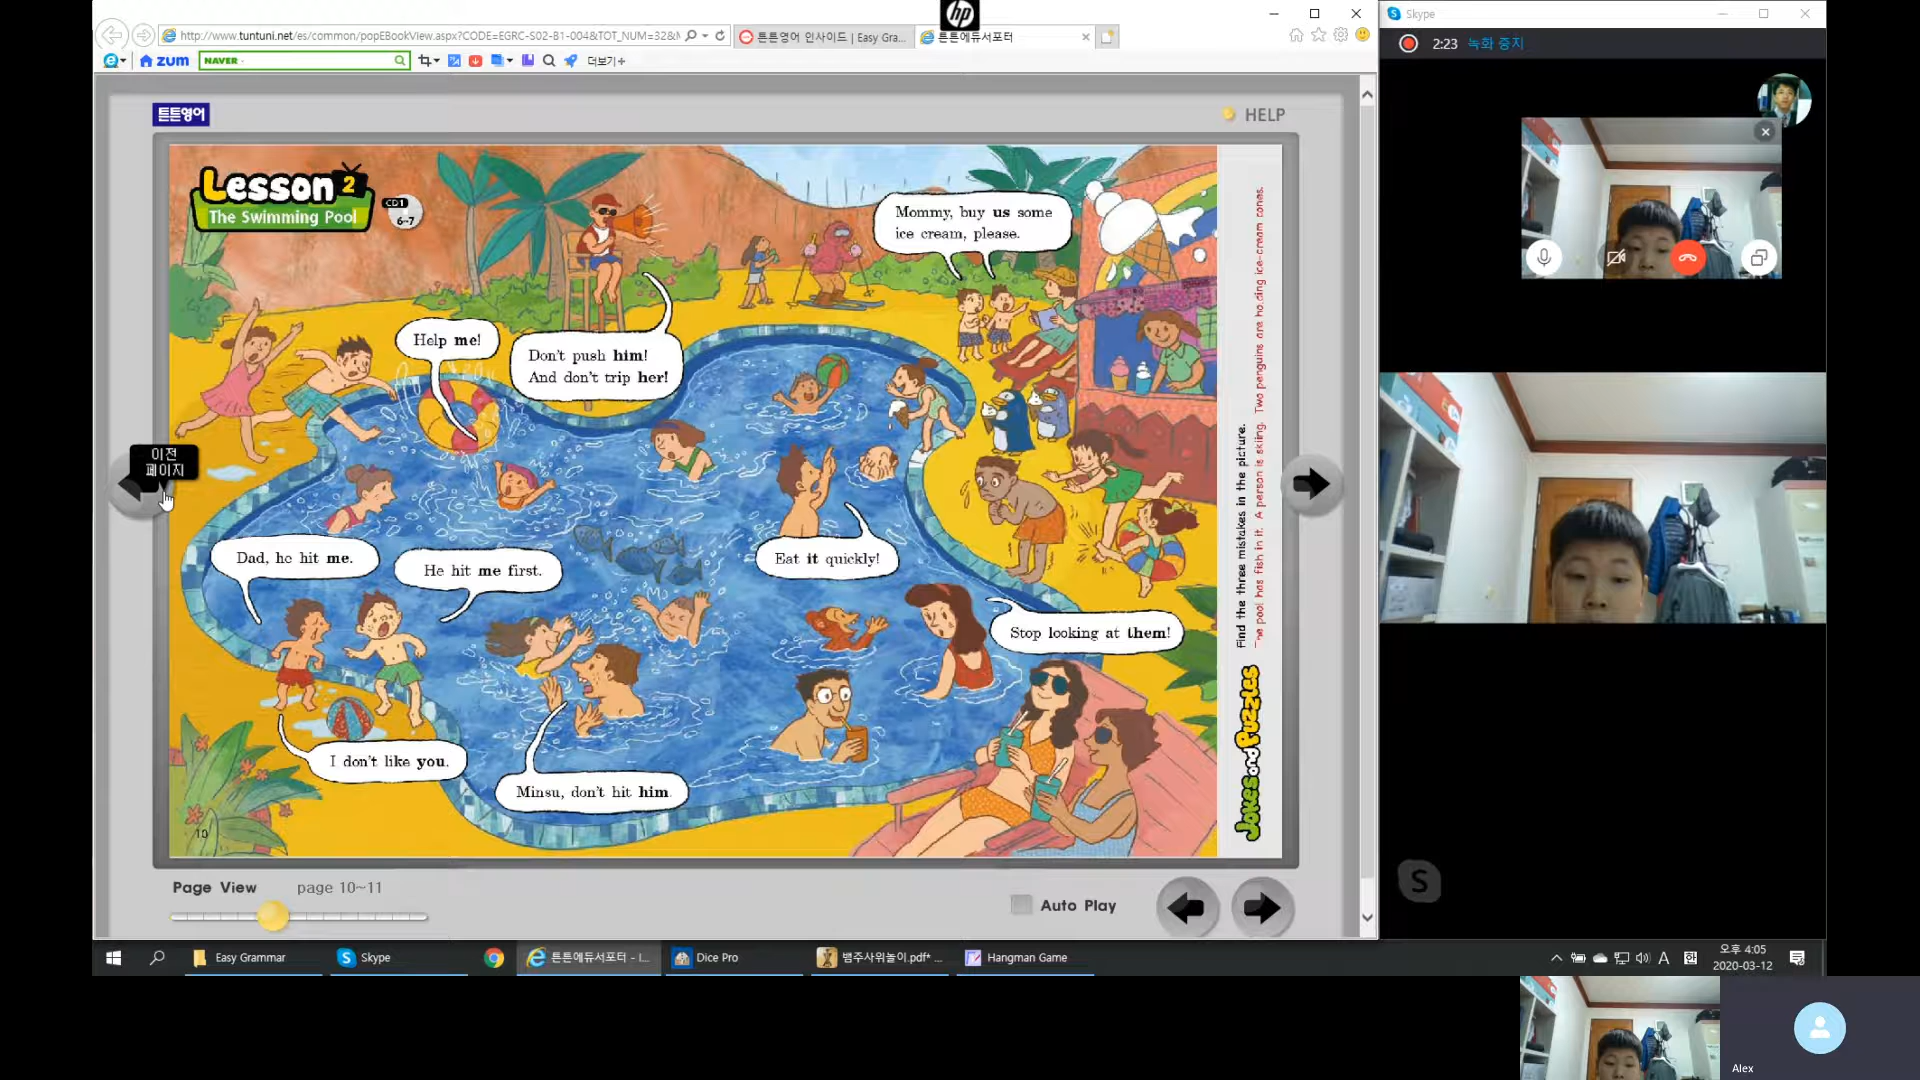 http://www.tuntuni.net/es/common/popEBookView.aspx?CODE=EGRC-S02-B1-004&TOT_NUM=32&
튼튼영어 인사이드 | Easy Gra...
튼튼에듀서포터
zum
NAVER
더보기
Skype
2:23
녹화 중지
튼튼영어
HELP
Lesson 2
The Swimming Pool
CD1
6-7
Mommy, buy us some
ice cream, please.
Help me!
Don't push him!
And don't trip her!
이전
페이지
Dad, he hit me.
He hit me first.
Eat it quickly!
Stop looking at them!
I don't like you.
Minsu, don't hit him.
10
Jokes and Puzzles
Find the three mistakes in the picture.
The pool has fish in it. A person is skiing. Two penguins are holding ice-cream cones.
Page View
page 10~11
Auto Play
Easy Grammar
Skype
튼튼에듀서포터 - I...
Dice Pro
뱀주사위놀이.pdf* ...
Hangman Game
A
한
오후 4:05
2020-03-12
Alex